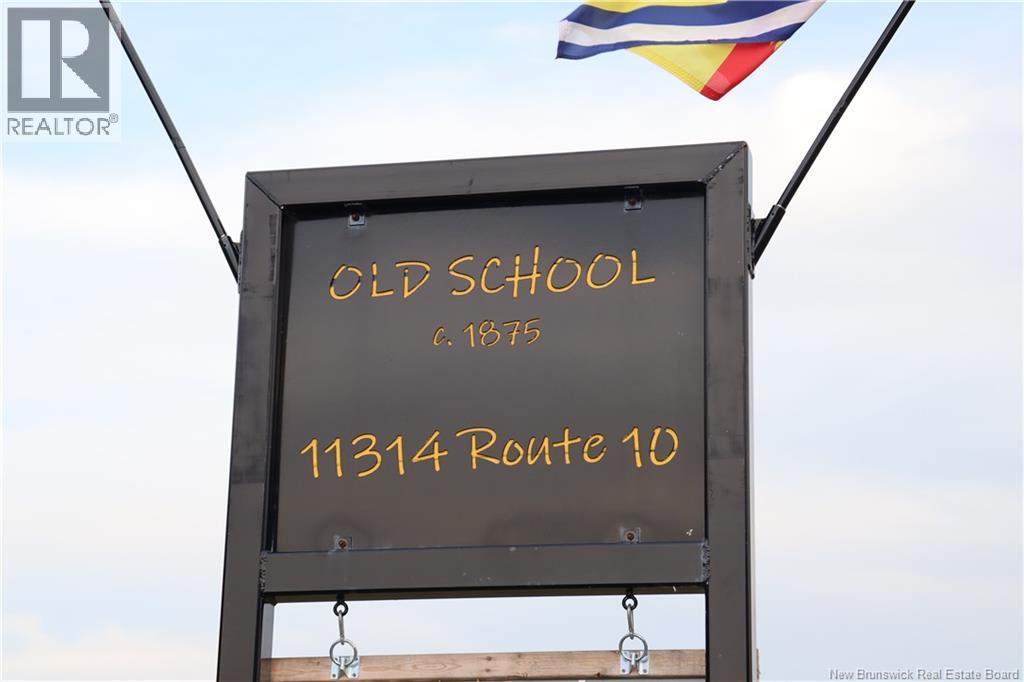 REALTOR®
OLD SCHOOL
c. 1875
11314 Route 10
New Brunswick Real Estate Board